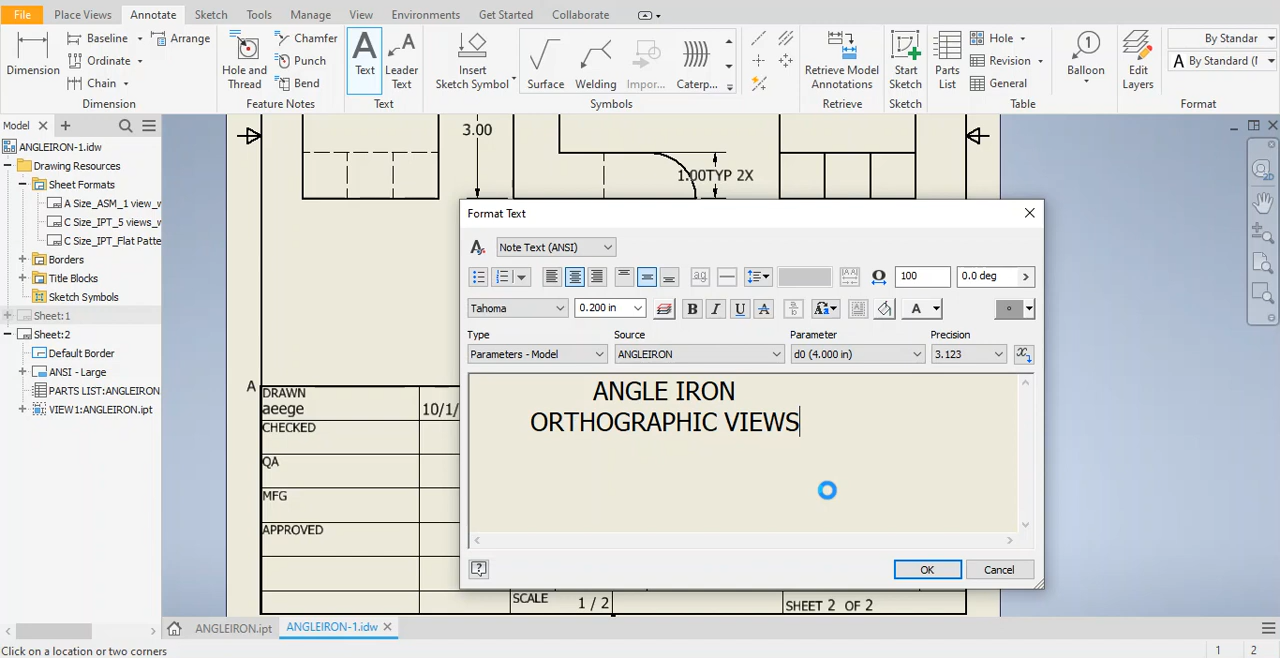 File Place Views Annotate Sketch Tools Manage View Environments Get Started Collaborate
Dimension
Baseline
Ordinate
Chain
Arrange
Dimension
Hole and Thread
Chamfer
Punch
Bend
Feature Notes
Text
Leader Text
Text
Insert Sketch Symbol
Surface
Welding
Impor...
Caterp...
Symbols
Retrieve Model Annotations
Retrieve
Start Sketch
Sketch
Parts List
Hole
Revision
General
Table
Balloon
Edit Layers
By Standar
A By Standard (I
Format
Model
ANGLEIRON-1.idw
Drawing Resources
Sheet Formats
A Size_ASM_1 view_w
C Size_IPT_5 views_w
C Size_IPT_Flat Patte
Borders
Title Blocks
Sketch Symbols
Sheet:1
Sheet:2
Default Border
ANSI - Large
PARTS LIST:ANGLEIRON
VIEW1:ANGLEIRON.ipt
3.00
1.00TYP 2X
A
DRAWN
aeege
10/1/
CHECKED
QA
MFG
APPROVED
SCALE 1 / 2
SHEET 2 OF 2
Format Text
Note Text (ANSI)
100
0.0 deg
Tahoma
0.200 in
B I U A
Type
Source
Parameter
Precision
Parameters - Model
ANGLEIRON
d0 (4.000 in)
3.123
ANGLE IRON
ORTHOGRAPHIC VIEWS
OK
Cancel
ANGLEIRON.ipt
ANGLEIRON-1.idw
Click on a location or two corners
1 2